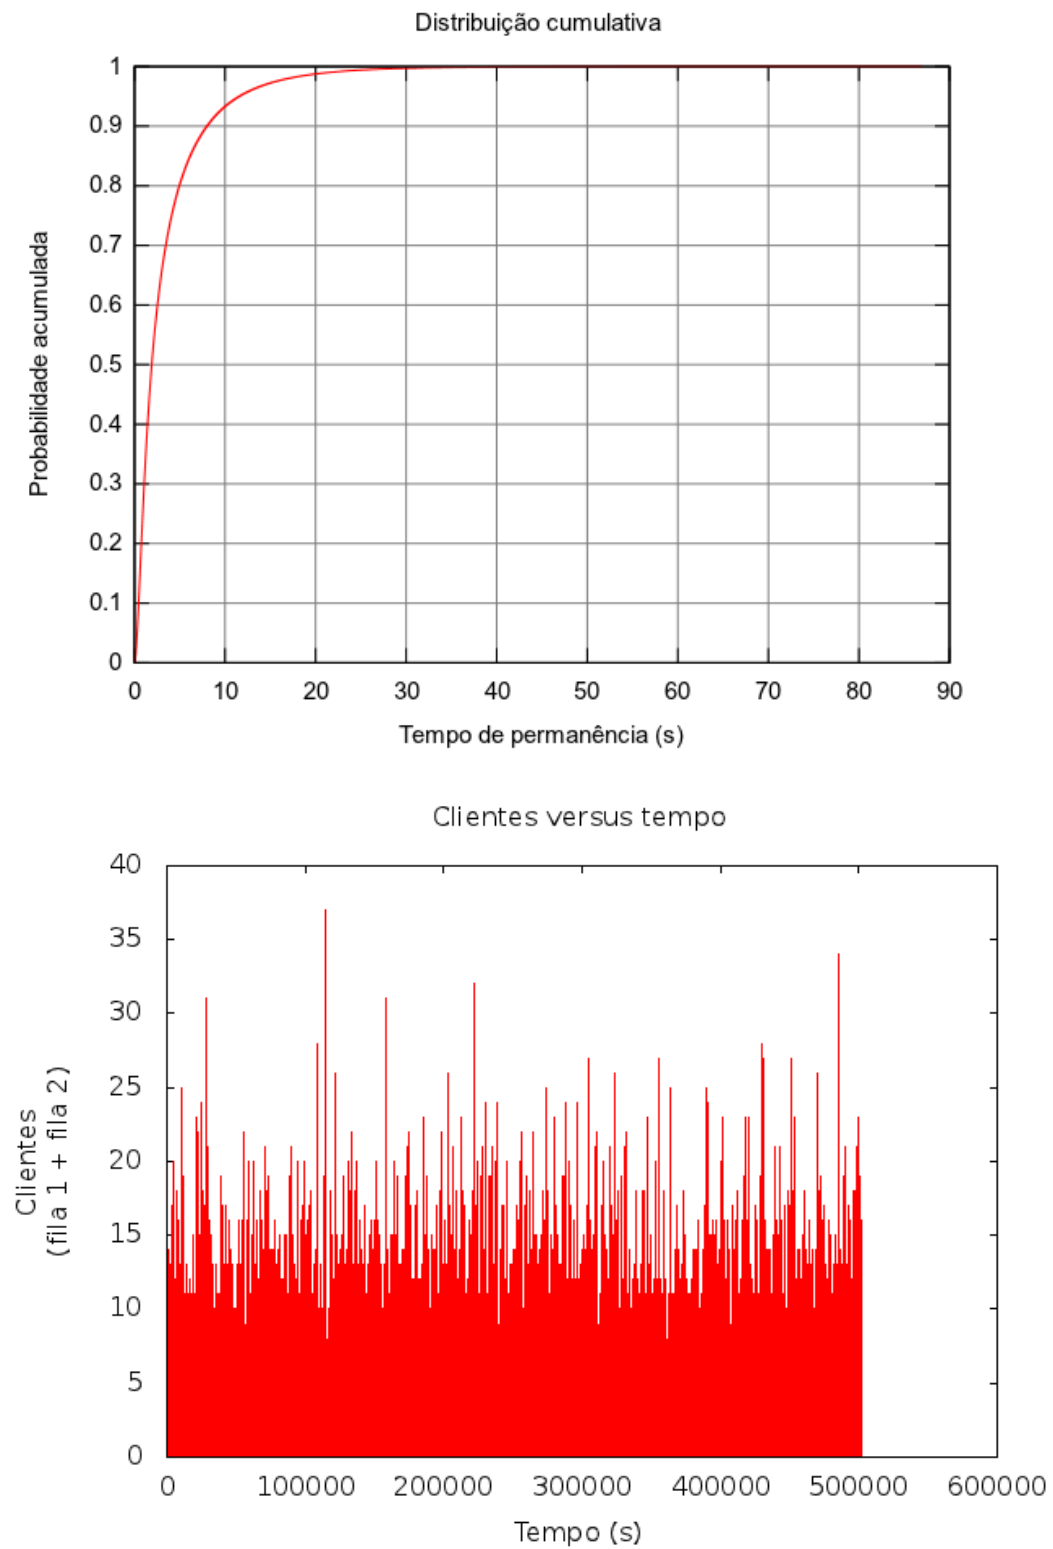 Distribuição cumulativa
1
0.9
0.8
0.7
0.6
0.5
0.4
0.3
0.2
0.1
0
Probabilidade acumulada
0 10 20 30 40 50 60 70 80 90
Tempo de permanência (s)
Clientes versus tempo
40
35
30
25
20
15
10
5
0
Clientes
(fila 1 + fila 2)
0 100000 200000 300000 400000 500000 600000
Tempo (s)